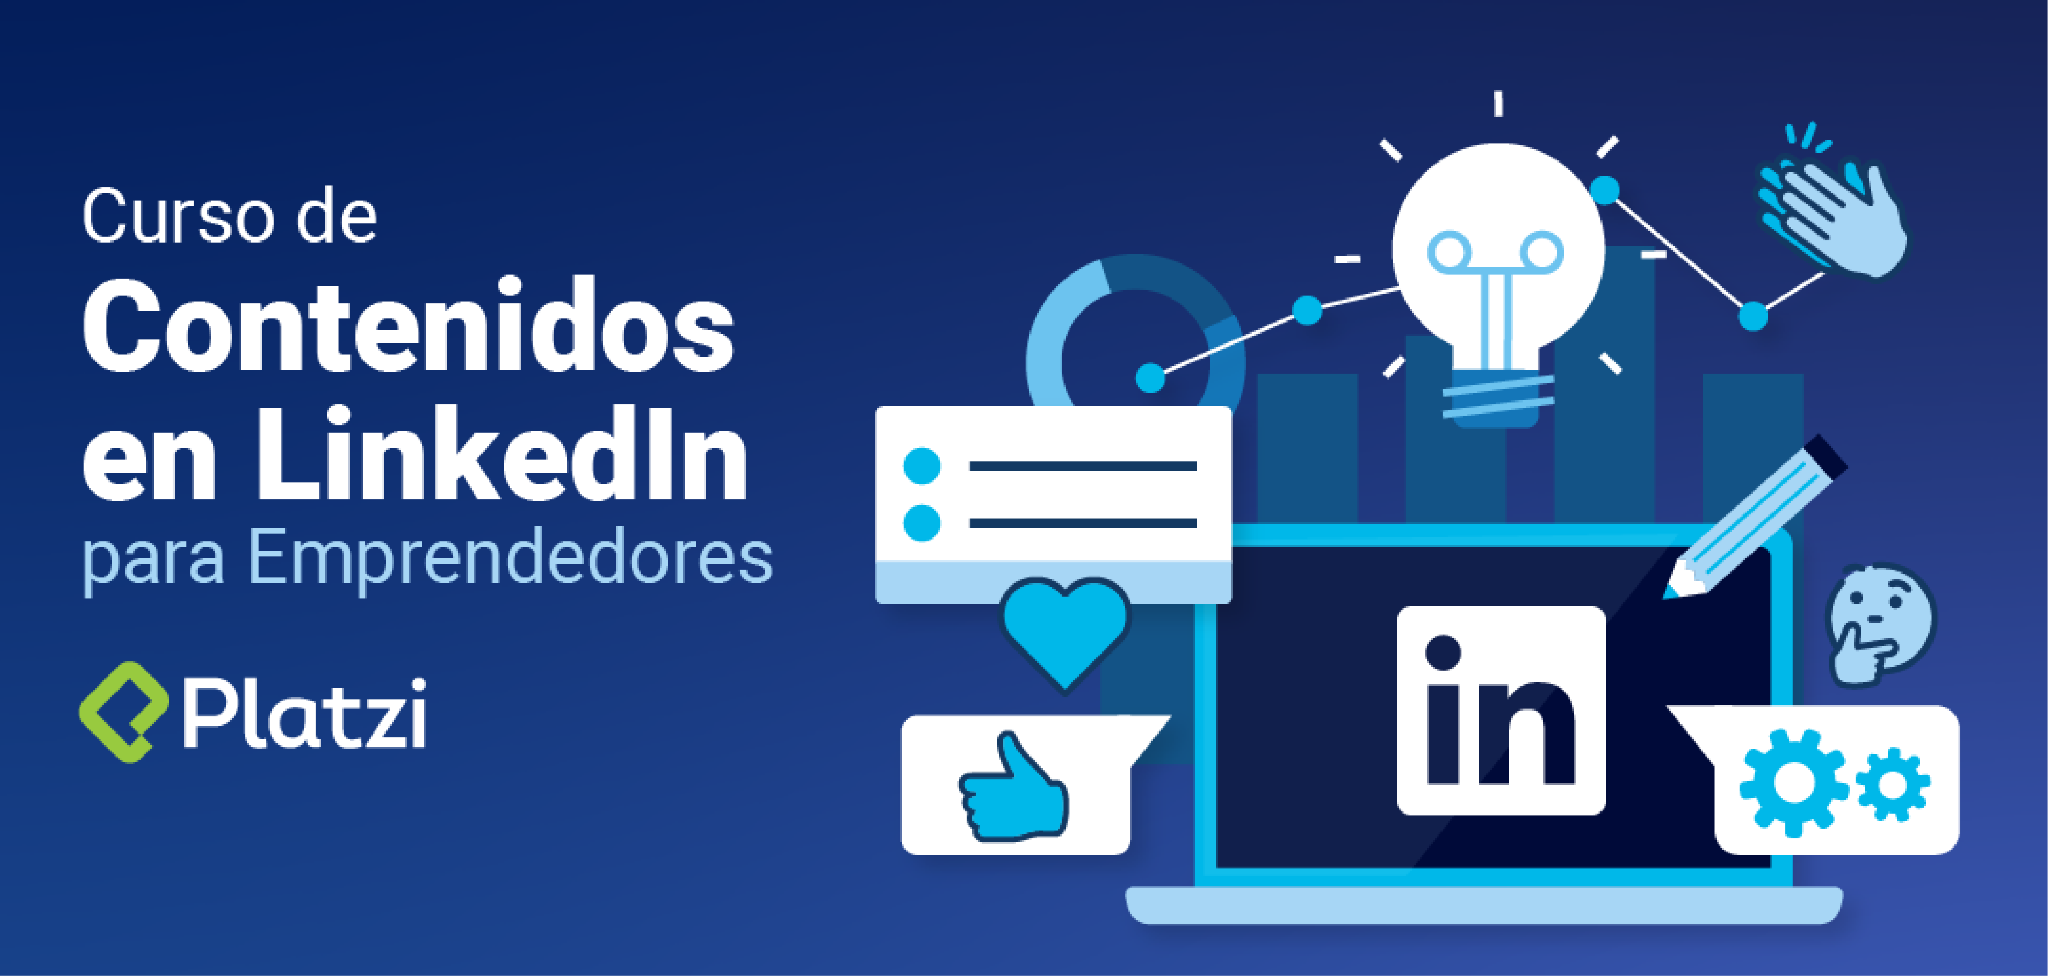 Curso de
Contenidos
en LinkedIn
para Emprendedores
Platzi
in